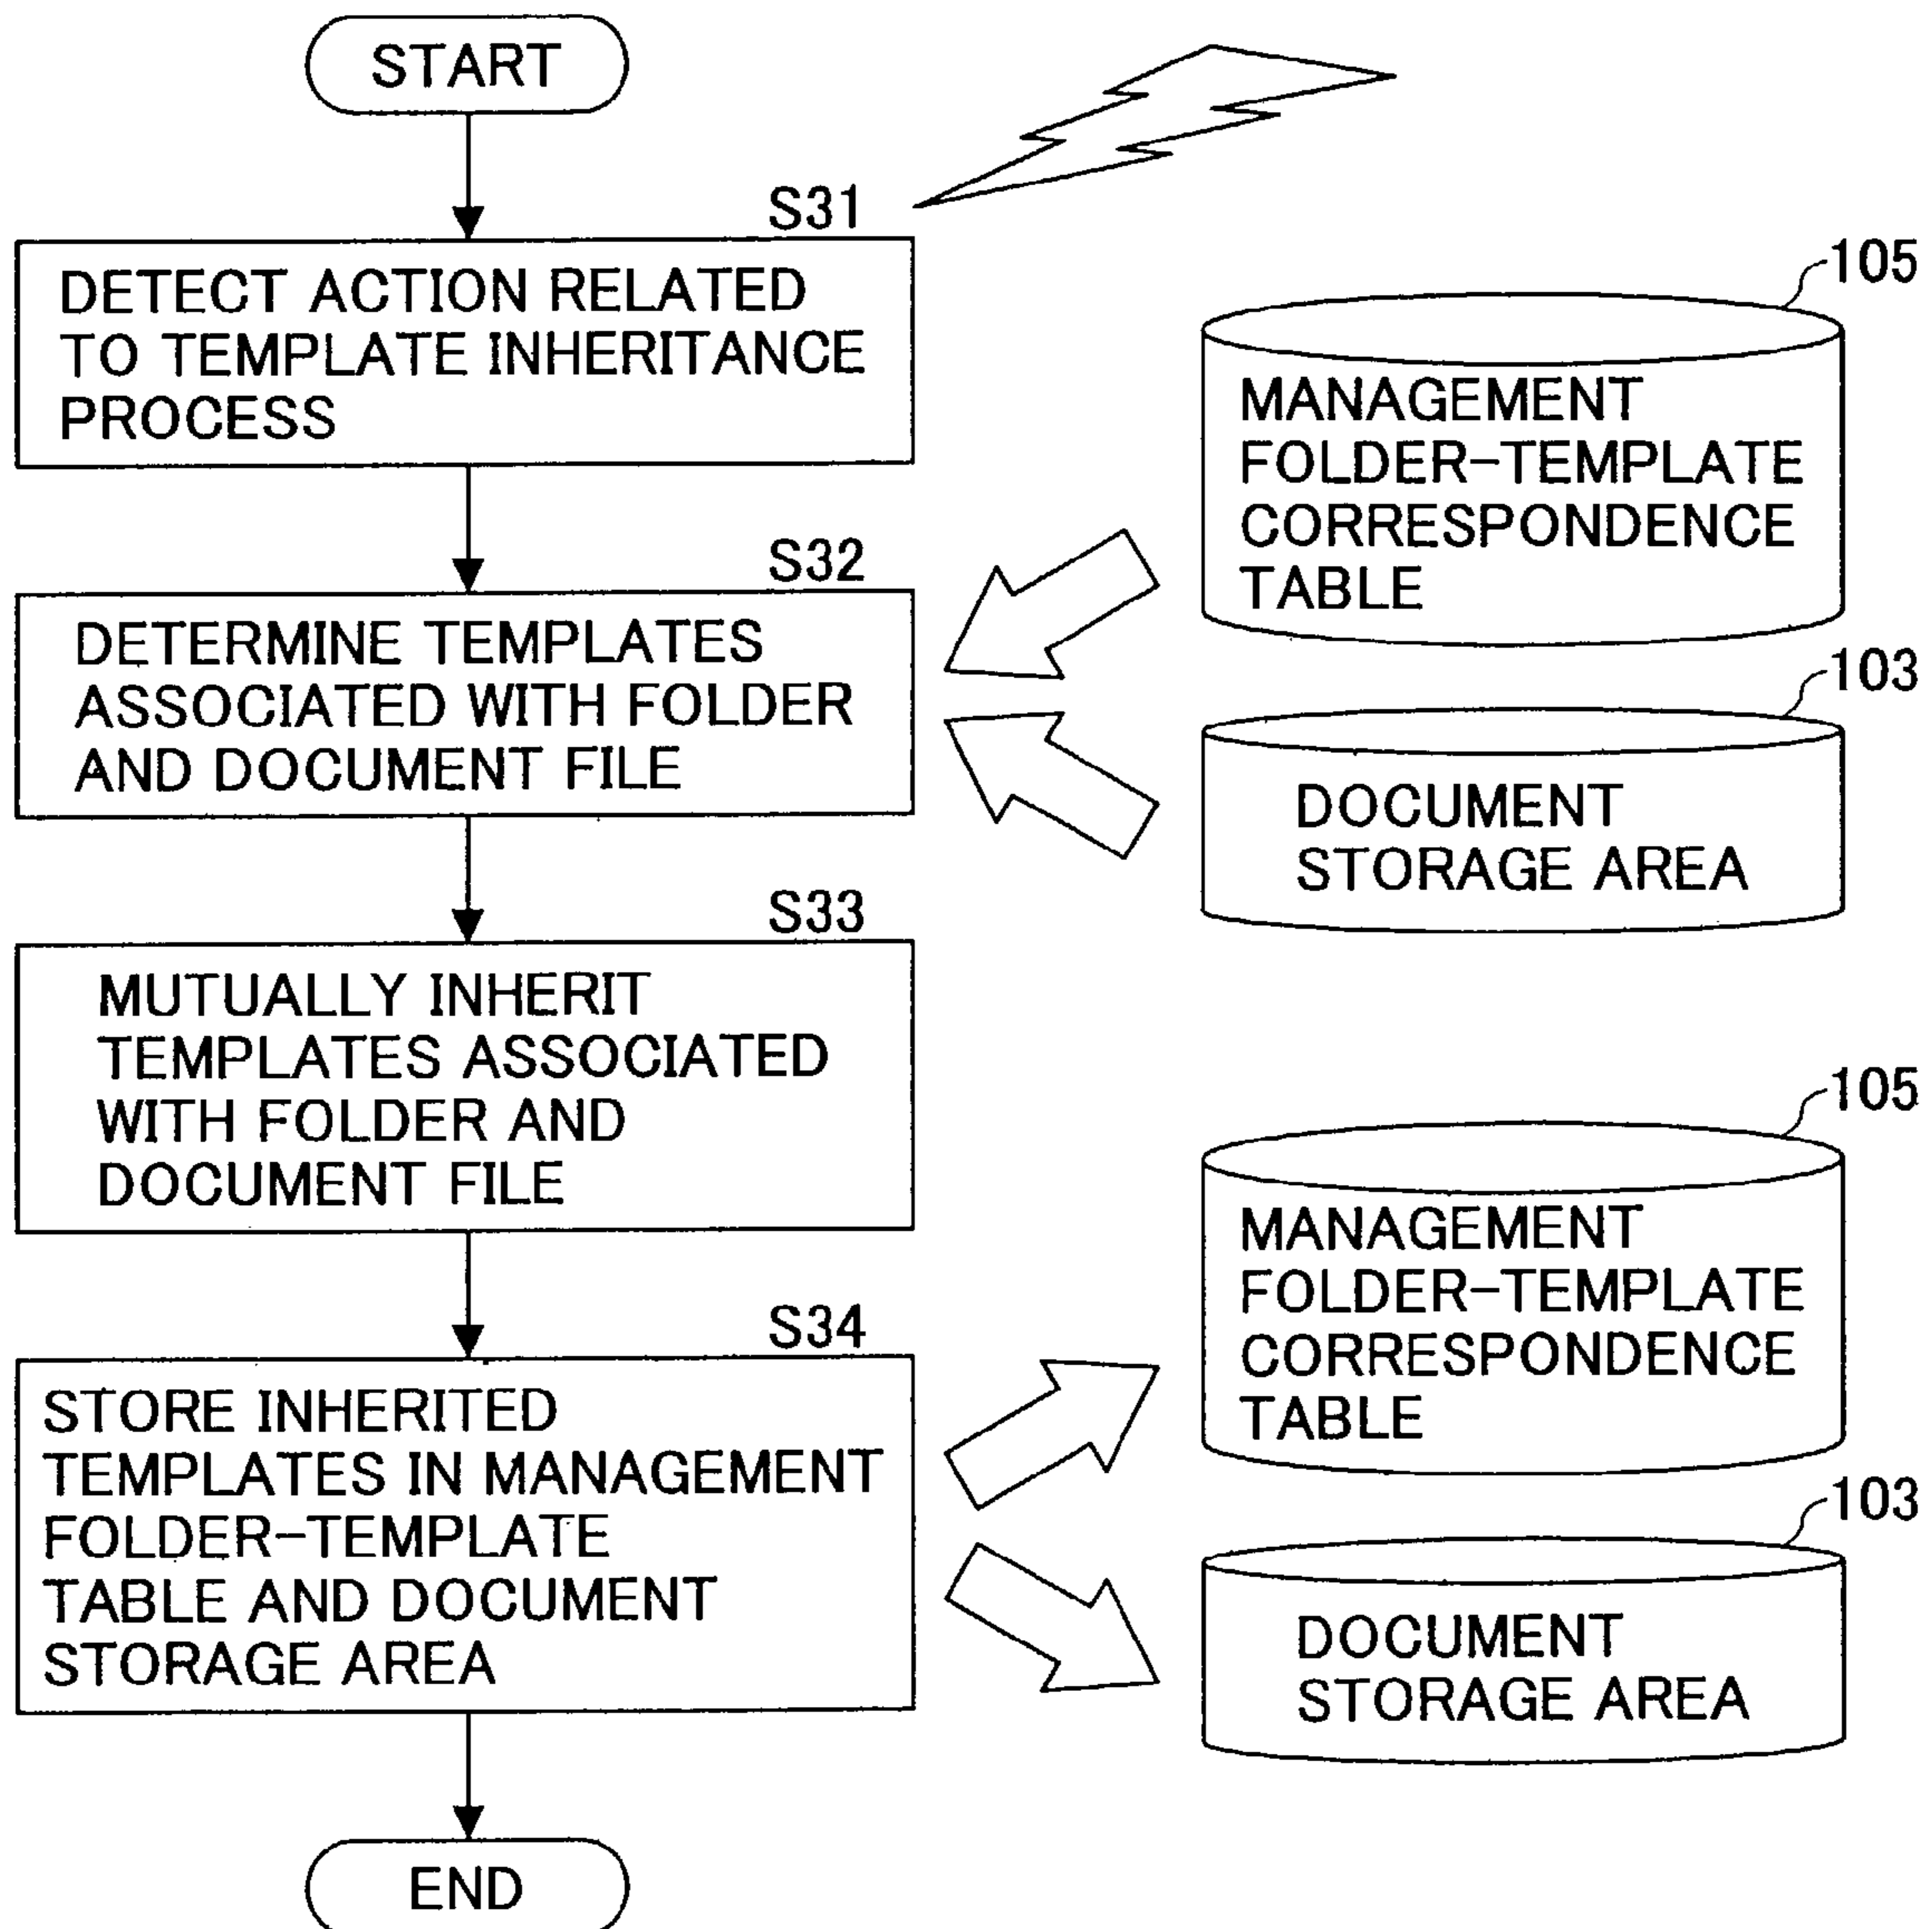 START
S31
DETECT ACTION RELATED
TO TEMPLATE INHERITANCE
PROCESS
105
MANAGEMENT
FOLDER-TEMPLATE
CORRESPONDENCE
TABLE
S32
DETERMINE TEMPLATES
ASSOCIATED WITH FOLDER
AND DOCUMENT FILE
103
DOCUMENT
STORAGE AREA
S33
MUTUALLY INHERIT
TEMPLATES ASSOCIATED
WITH FOLDER AND
DOCUMENT FILE
105
MANAGEMENT
FOLDER-TEMPLATE
CORRESPONDENCE
TABLE
S34
STORE INHERITED
TEMPLATES IN MANAGEMENT
FOLDER-TEMPLATE
TABLE AND DOCUMENT
STORAGE AREA
103
DOCUMENT
STORAGE AREA
END